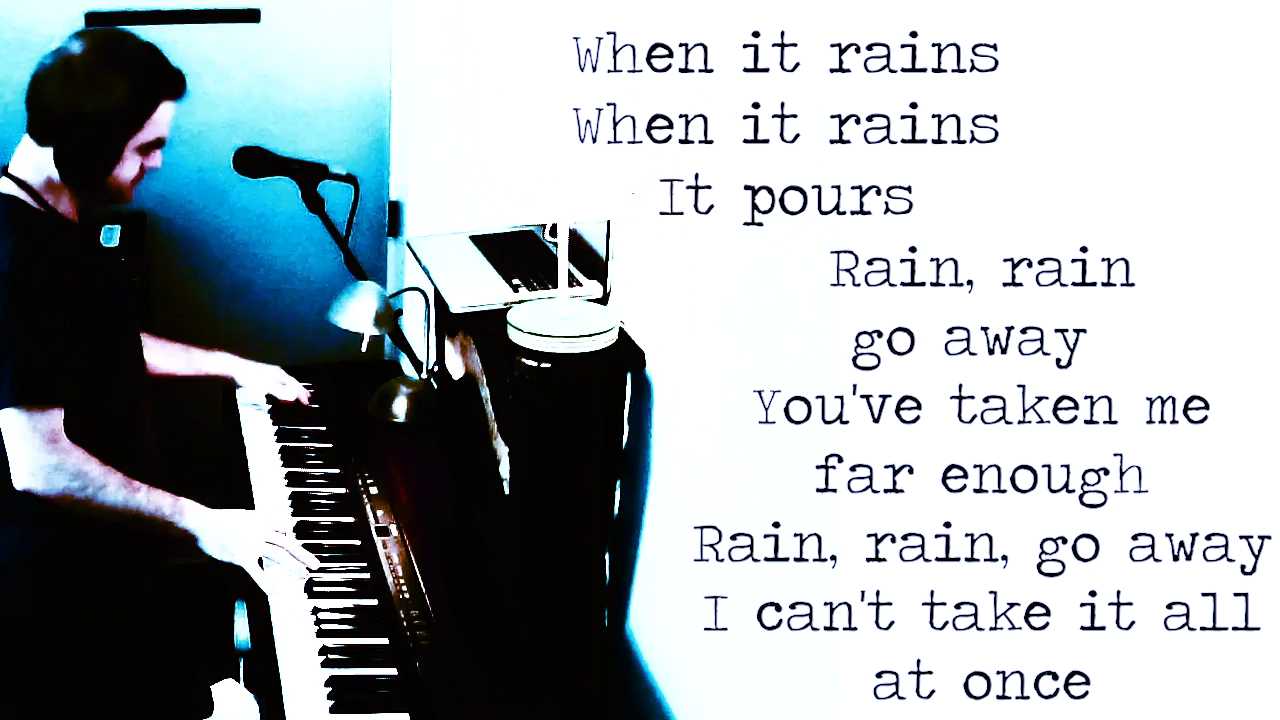 When it rains
When it rains
It pours
Rain, rain
go away
You've taken me
far enough
Rain, rain, go away
I can't take it all
at once